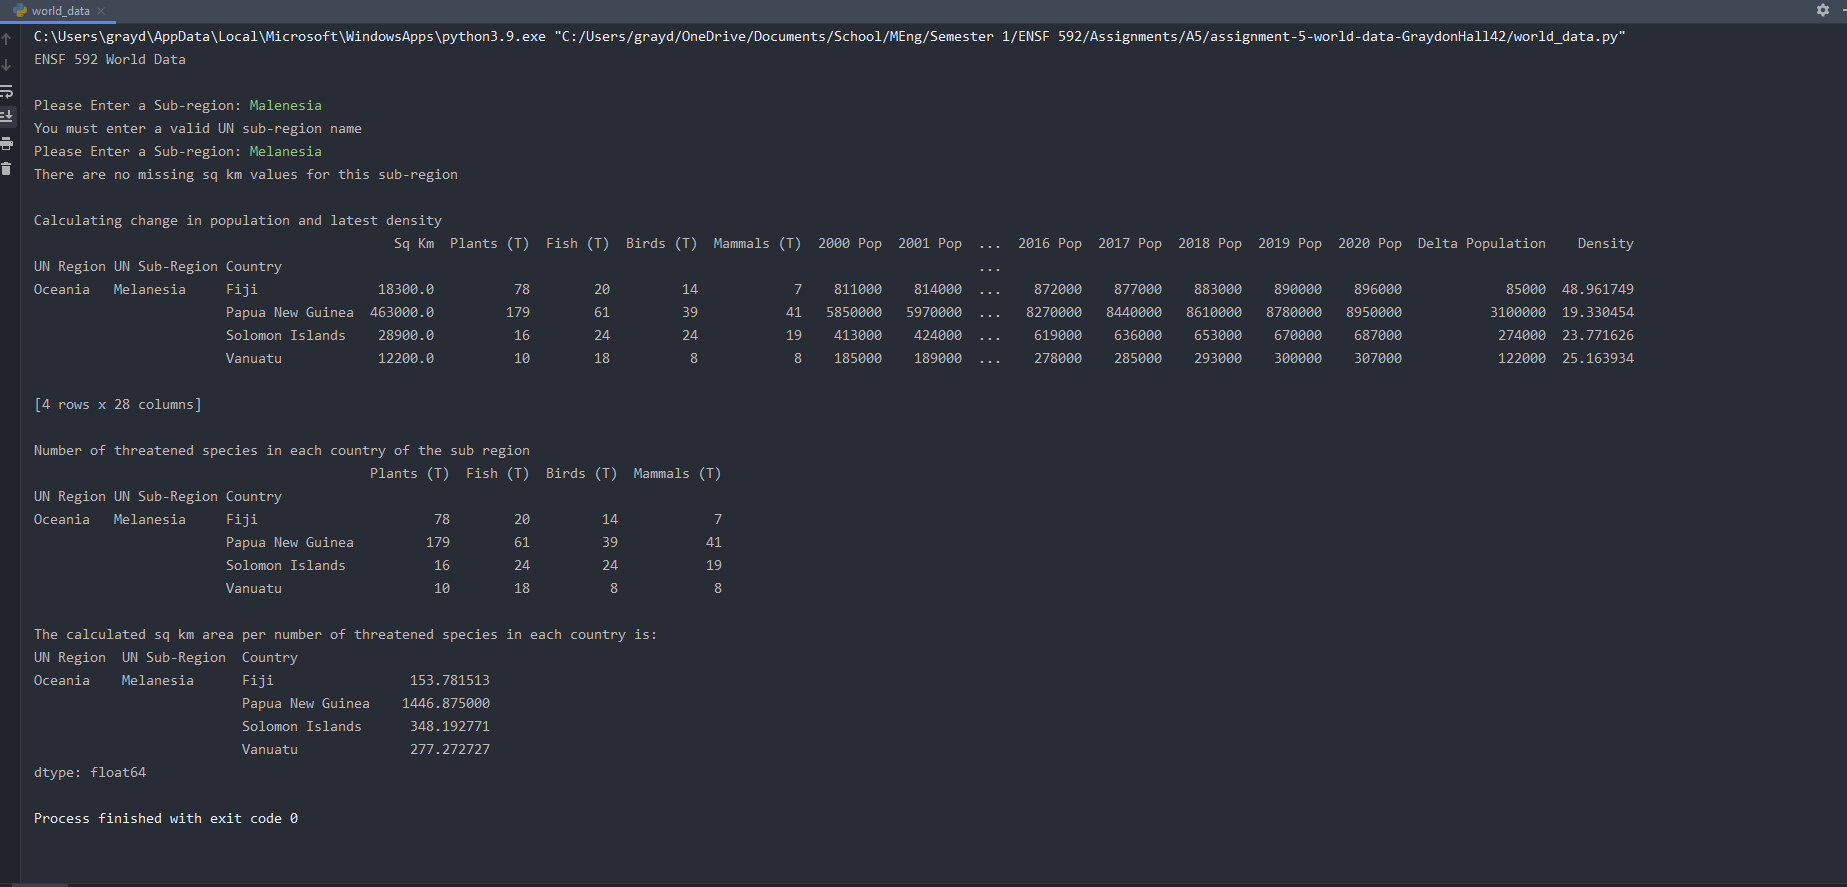 world_data
C:\Users\grayd\AppData\Local\Microsoft\WindowsApps\python3.9.exe "C:/Users/grayd/OneDrive/Documents/School/MEng/Semester 1/ENSF 592/Assignments/A5/assignment-5-world-data-GraydonHall42/world_data.py"
ENSF 592 World Data
Please Enter a Sub-region: Malenesia
You must enter a valid UN sub-region name
Please Enter a Sub-region: Melanesia
There are no missing sq km values for this sub-region
Calculating change in population and latest density
Sq Km Plants (T) Fish (T) Birds (T) Mammals (T) 2000 Pop 2001 Pop ... 2016 Pop 2017 Pop 2018 Pop 2019 Pop 2020 Pop Delta Population Density
UN Region UN Sub-Region Country ...
Oceania Melanesia Fiji 18300.0 78 20 14 7 811000 814000 ... 872000 877000 883000 890000 896000 85000 48.961749
Papua New Guinea 463000.0 179 61 39 41 5850000 5970000 ... 8270000 8440000 8610000 8780000 8950000 3100000 19.330454
Solomon Islands 28900.0 16 24 24 19 413000 424000 ... 619000 636000 653000 670000 687000 274000 23.771626
Vanuatu 12200.0 10 18 8 8 185000 189000 ... 278000 285000 293000 300000 307000 122000 25.163934
[4 rows x 28 columns]
Number of threatened species in each country of the sub region
Plants (T) Fish (T) Birds (T) Mammals (T)
UN Region UN Sub-Region Country
Oceania Melanesia Fiji 78 20 14 7
Papua New Guinea 179 61 39 41
Solomon Islands 16 24 24 19
Vanuatu 10 18 8 8
The calculated sq km area per number of threatened species in each country is:
UN Region UN Sub-Region Country
Oceania Melanesia Fiji 153.781513
Papua New Guinea 1446.875000
Solomon Islands 348.192771
Vanuatu 277.272727
dtype: float64
Process finished with exit code 0